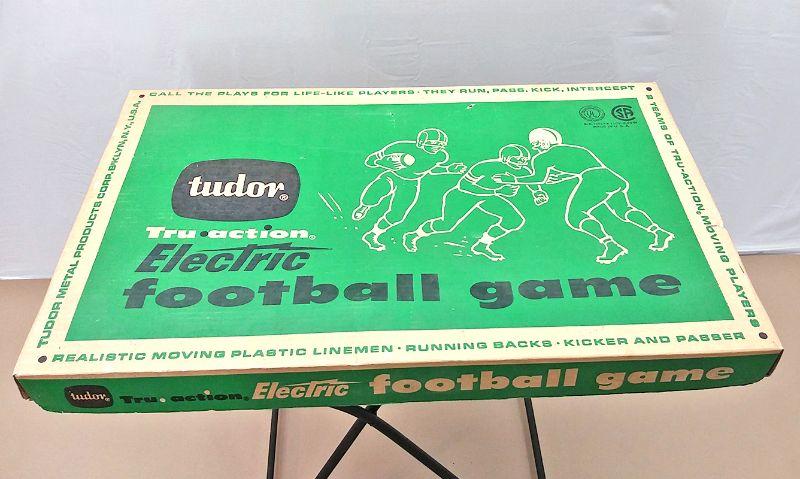 CALL THE PLAYS FOR LIFE-LIKE PLAYERS · THEY RUN, PASS, KICK, INTERCEPT
2 TEAMS OF TRU-ACTION® MOVING PLAYERS
TUDOR METAL PRODUCTS CORP. B'KLYN, N.Y., U.S.A.
UL
tudor®
Tru·action®
Electric
football game
REALISTIC MOVING PLASTIC LINEMEN · RUNNING BACKS · KICKER AND PASSER
tudor® Tru·action® Electric football game